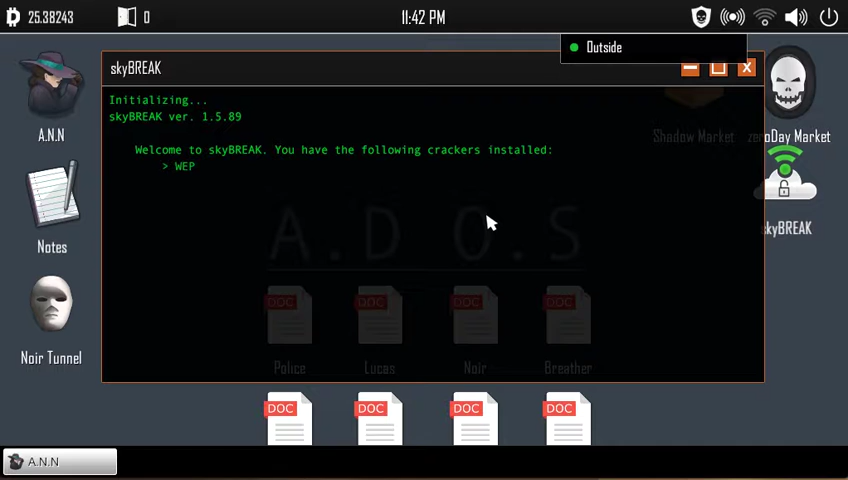 25.38243
0
11:42 PM
Outside
skyBREAK
Initializing...
skyBREAK ver. 1.5.89
Welcome to skyBREAK. You have the following crackers installed:
> WEP
A.N.N
Notes
Noir Tunnel
Shadow Market
zeroDay Market
skyBREAK
A.D O.S
DOC
DOC
DOC
DOC
Police
Lucas
Noir
Breather
DOC
DOC
DOC
DOC
A.N.N